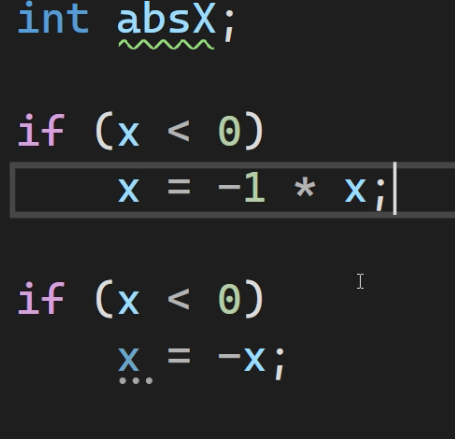 int absX;
if (x < 0)
x = -1 * x;
if (x < 0)
x = -x;